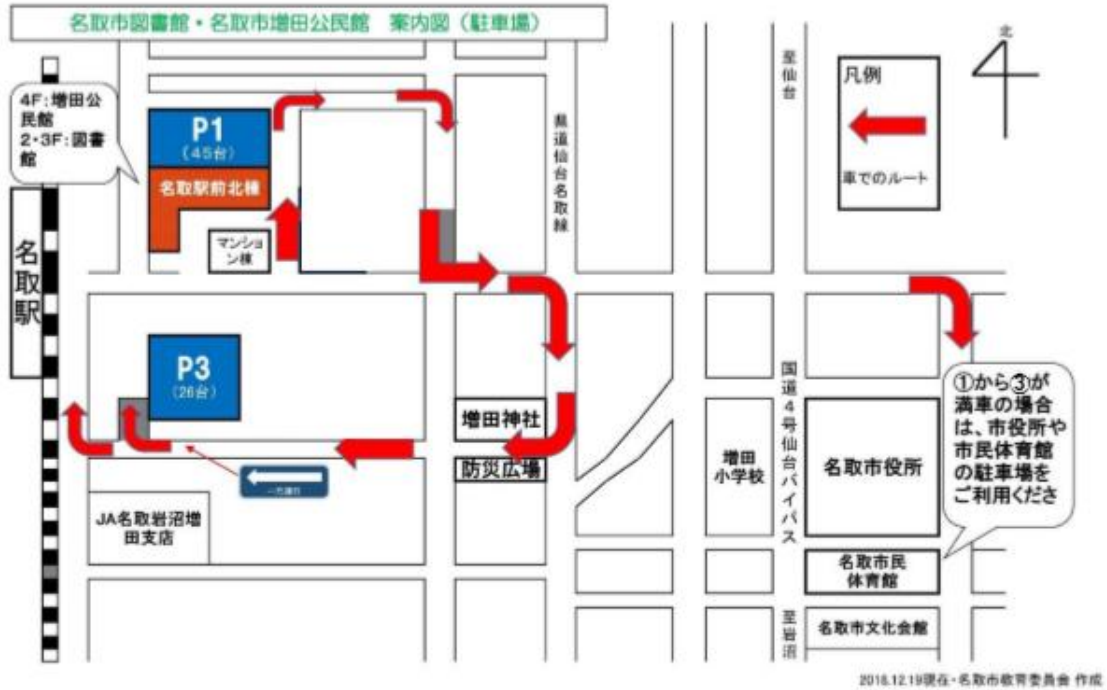 名取市図書館・名取市増田公民館　案内図（駐車場）
北
4F:増田公
民館
2・3F:図書
館
P1
（45台）
名取駅前北棟
マンショ
ン棟
県道仙台名取線
至仙台
凡例
車でのルート
名取駅
P3
（26台）
増田神社
防災広場
JA名取岩沼増
田支店
増田
小学校
国道4号仙台バイパス
名取市役所
①から③が
満車の場合
は、市役所や
市民体育館
の駐車場を
ご利用くださ
名取市民
体育館
至岩沼
名取市文化会館
2018.12.19現在・名取市教育委員会 作成